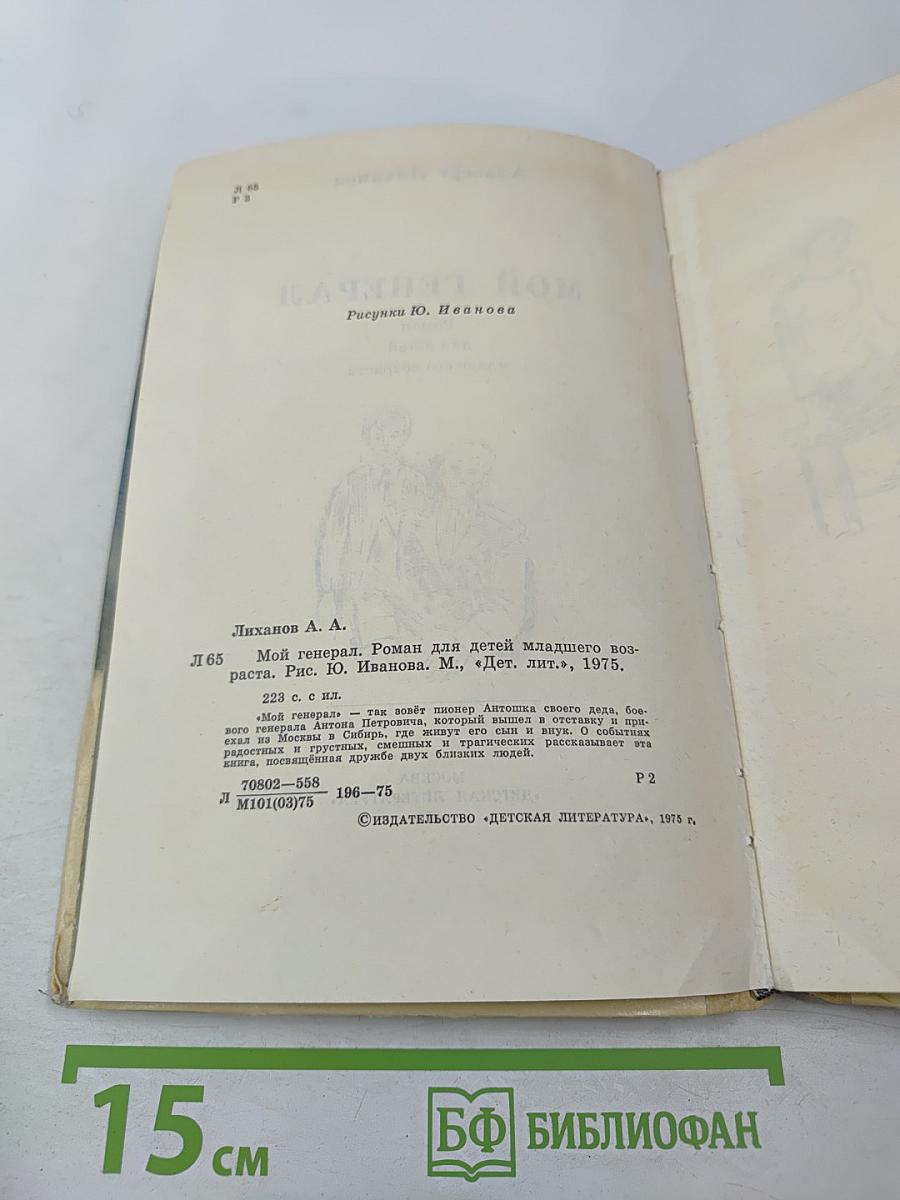 Л 65
Р 2
МОЙ ГЕНЕРАЛ
Рисунки Ю. Иванова
Лиханов А. А.
Л 65 Мой генерал. Роман для детей младшего воз-
раста. Рис. Ю. Иванова. М., «Дет. лит.», 1975.
223 с. с ил.
«Мой генерал» — так зовёт пионер Антошка своего деда, бое-
вого генерала Антона Петровича, который вышел в отставку и при-
ехал из Москвы в Сибирь, где живут его сын и внук. О событиях
радостных и грустных, смешных и трагических рассказывает эта
книга, посвящённая дружбе двух близких людей.
Л 70802—558
М101(03)75 196—75 Р 2
©ИЗДАТЕЛЬСТВО «ДЕТСКАЯ ЛИТЕРАТУРА», 1975 г.
15 см
БФ БИБЛИОФАН